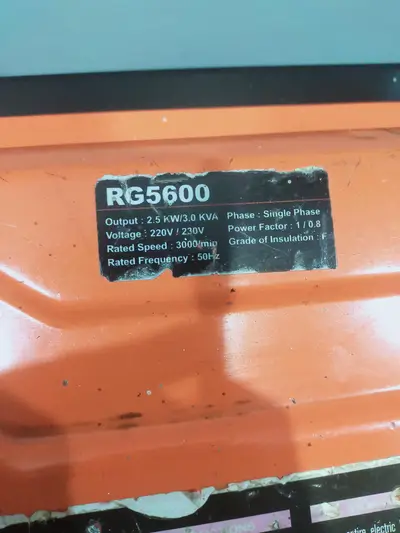 RG5600
Output : 2.5 KW/3.0 KVA Phase : Single Phase
Voltage : 220V / 230V Power Factor : 1 / 0.8
Rated Speed : 3000/min Grade of Insulation : F
Rated Frequency : 50Hz
electric